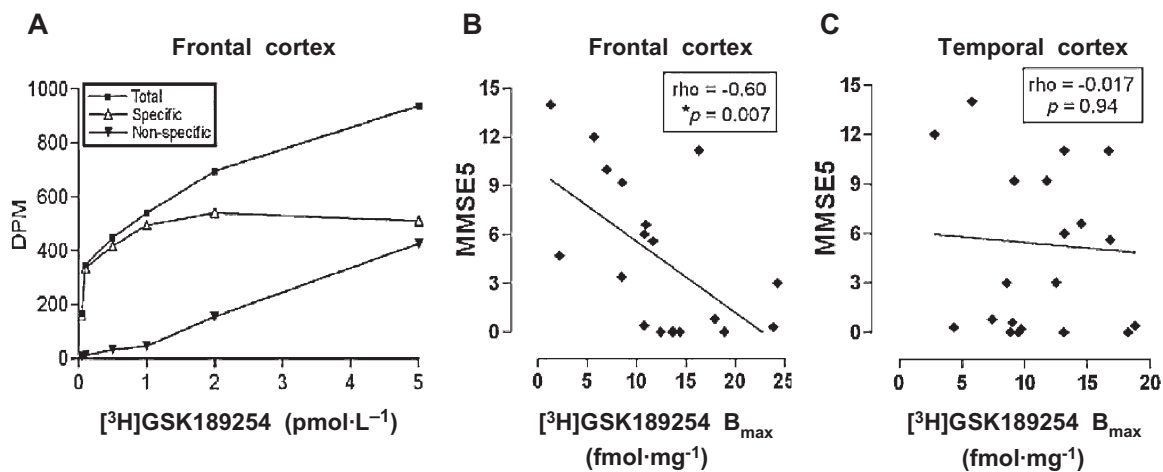 A
Frontal cortex
1000
800
600
400
200
0
DPM
Total
Specific
Non-specific
0 1 2 3 4 5
[³H]GSK189254 (pmol·L⁻¹)
B
Frontal cortex
rho = -0.60
*p = 0.007
15
12
9
6
3
0
MMSE5
0 5 10 15 20 25
[³H]GSK189254 Bmax
(fmol·mg⁻¹)
C
Temporal cortex
rho = -0.017
p = 0.94
15
12
9
6
3
0
MMSE5
0 5 10 15 20
[³H]GSK189254 Bmax
(fmol·mg⁻¹)